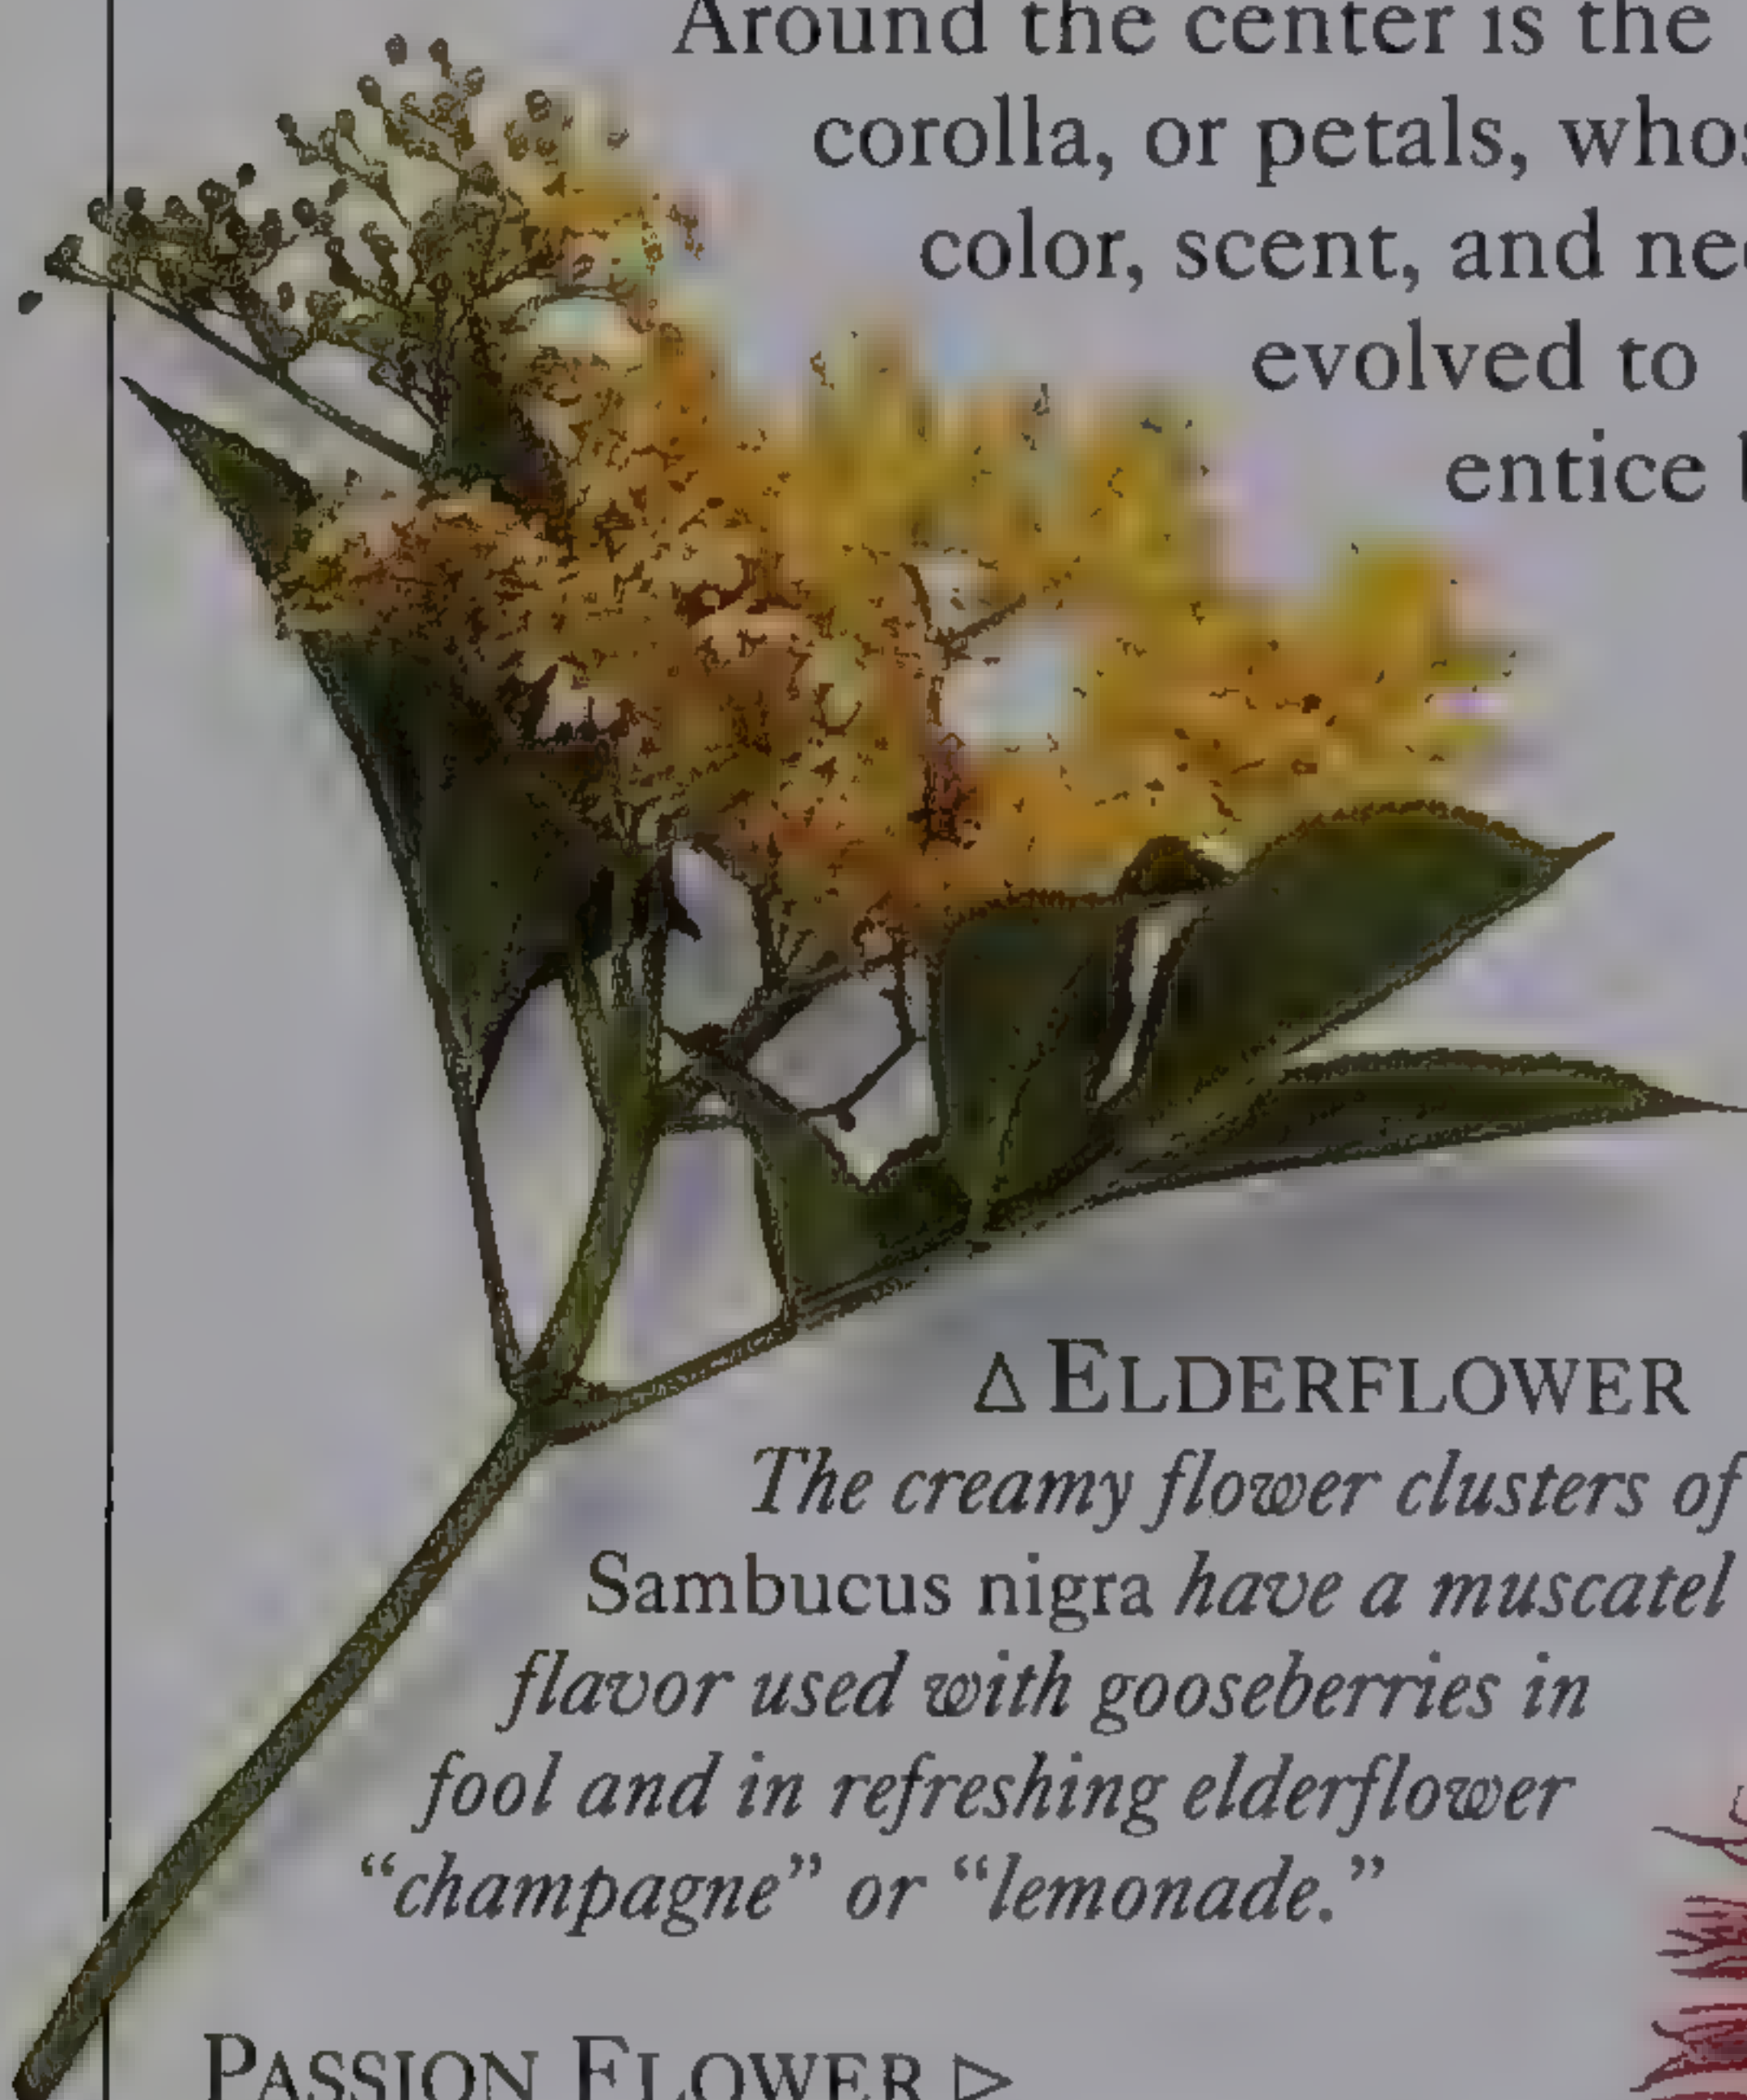 Around the center is the
corolla, or petals, whos
color, scent, and ne
evolved to
entice
△ ELDERFLOWER
The creamy flower clusters of
Sambucus nigra have a muscatel
flavor used with gooseberries in
fool and in refreshing elderflower
“champagne” or “lemonade.”
PASSION FLOWER ▷